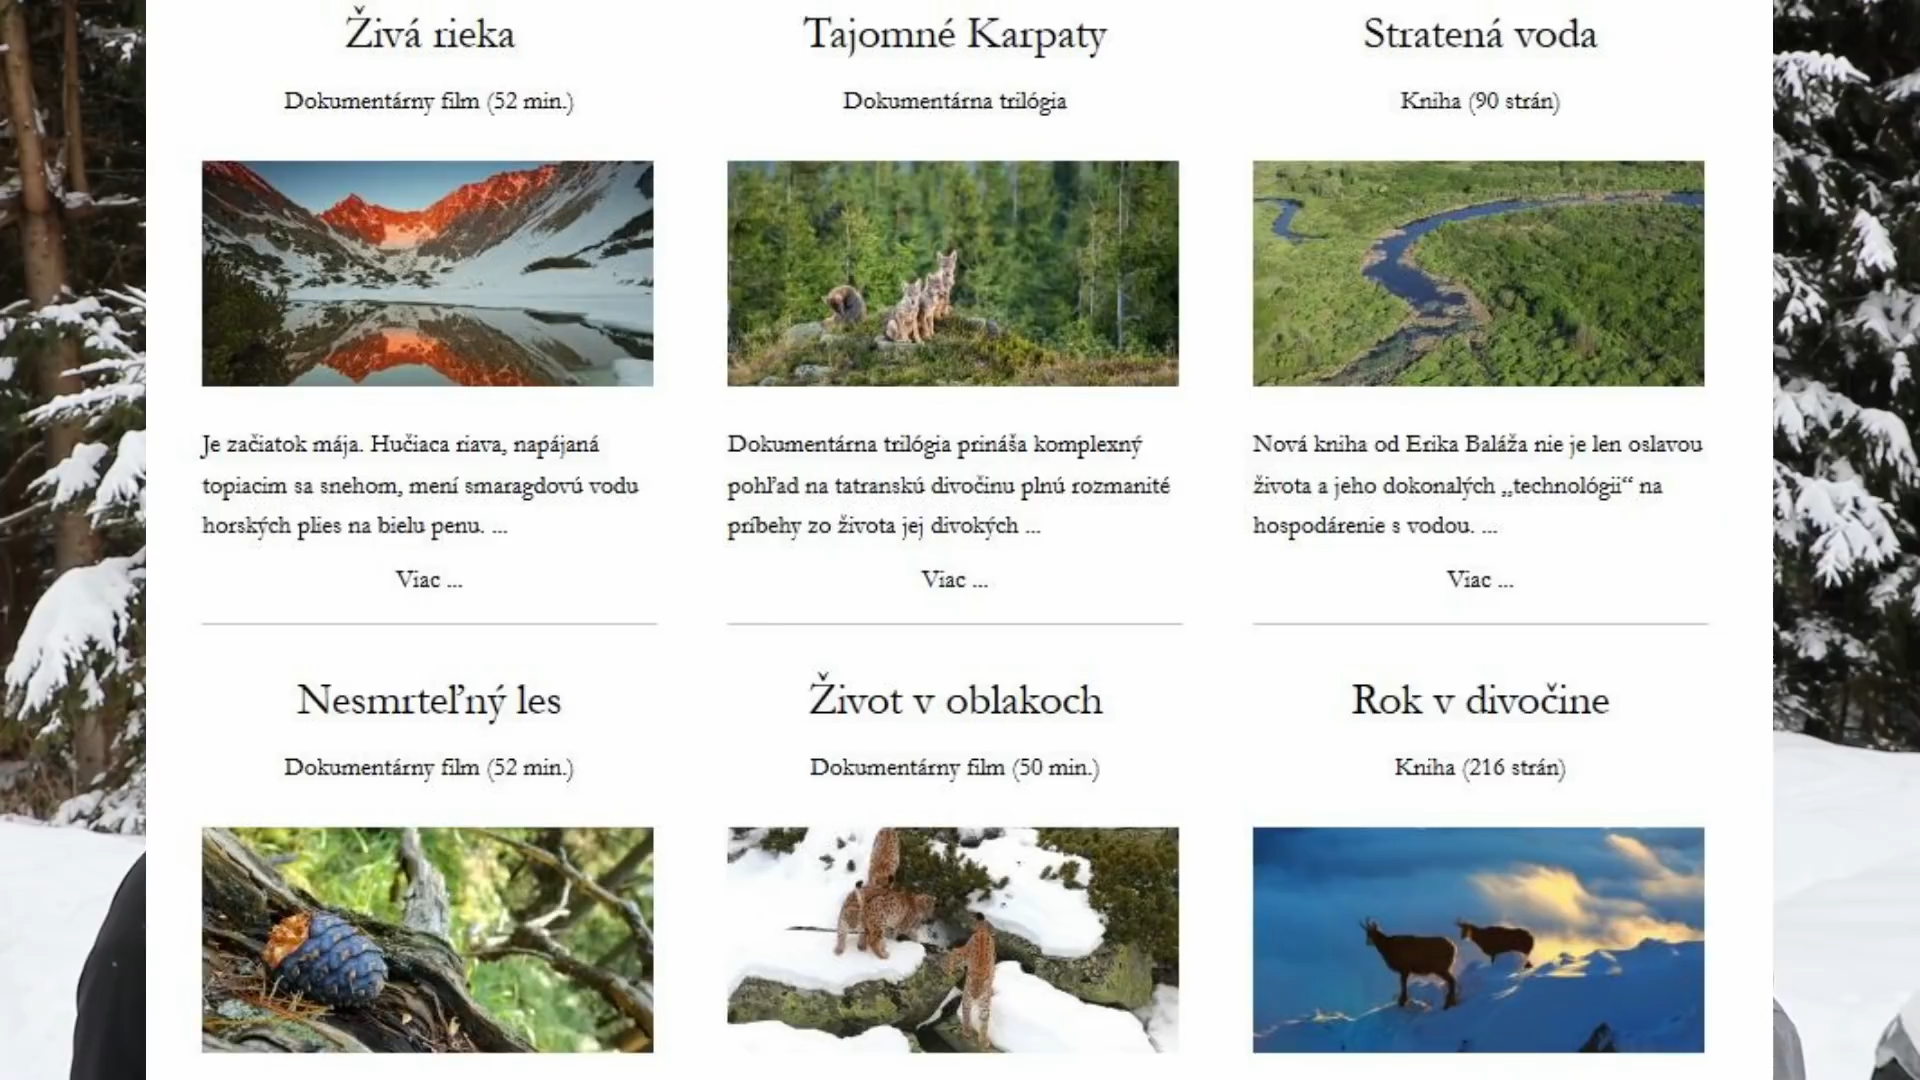 Živá rieka
Dokumentárny film (52 min.)
Je začiatok mája. Hučiaca riava, napájaná
topiacim sa snehom, mení smaragdovú vodu
horských plies na bielu penu. ...
Viac ...
Tajomné Karpaty
Dokumentárna trilógia
Dokumentárna trilógia prináša komplexný
pohľad na tatranskú divočinu plnú rozmanité
príbehy zo života jej divokých ...
Viac ...
Stratená voda
Kniha (90 strán)
Nová kniha od Erika Baláža nie je len oslavou
života a jeho dokonalých „technológii“ na
hospodárenie s vodou. ...
Viac ...
Nesmrteľný les
Dokumentárny film (52 min.)
Život v oblakoch
Dokumentárny film (50 min.)
Rok v divočine
Kniha (216 strán)